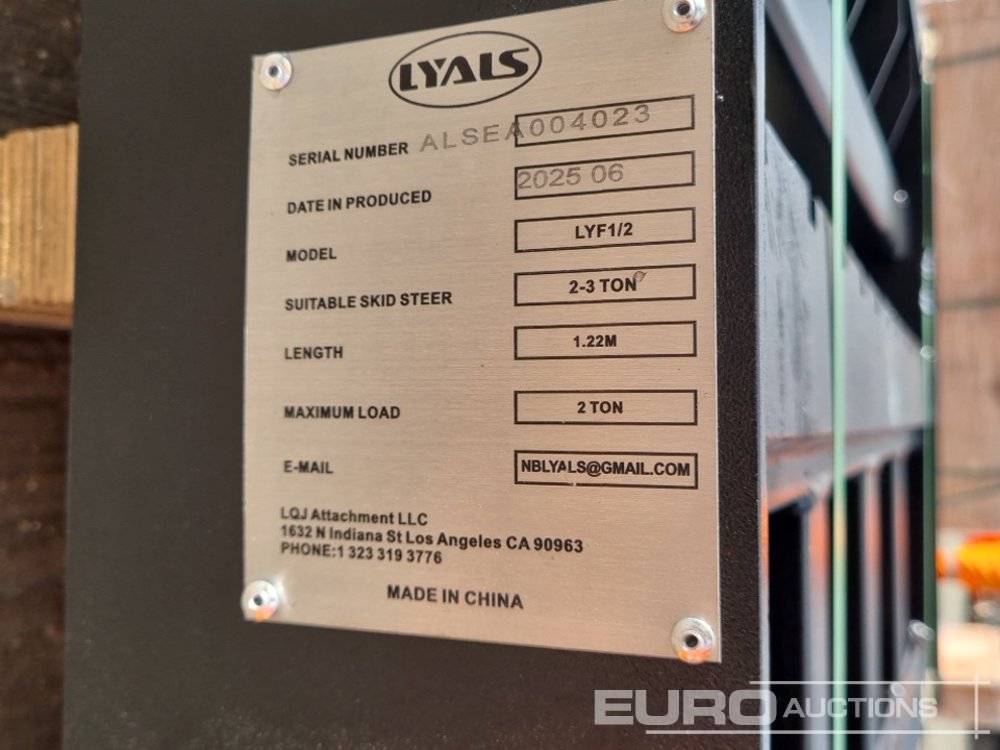 LYALS
SERIAL NUMBER ALSEA004023
DATE IN PRODUCED 2025 06
MODEL LYF1/2
SUITABLE SKID STEER 2-3 TON
LENGTH 1.22M
MAXIMUM LOAD 2 TON
E-MAIL NBLYALS@GMAIL.COM
LQJ Attachment LLC
1632 N Indiana St Los Angeles CA 90963
PHONE:1 323 319 3776
MADE IN CHINA
EURO AUCTIONS